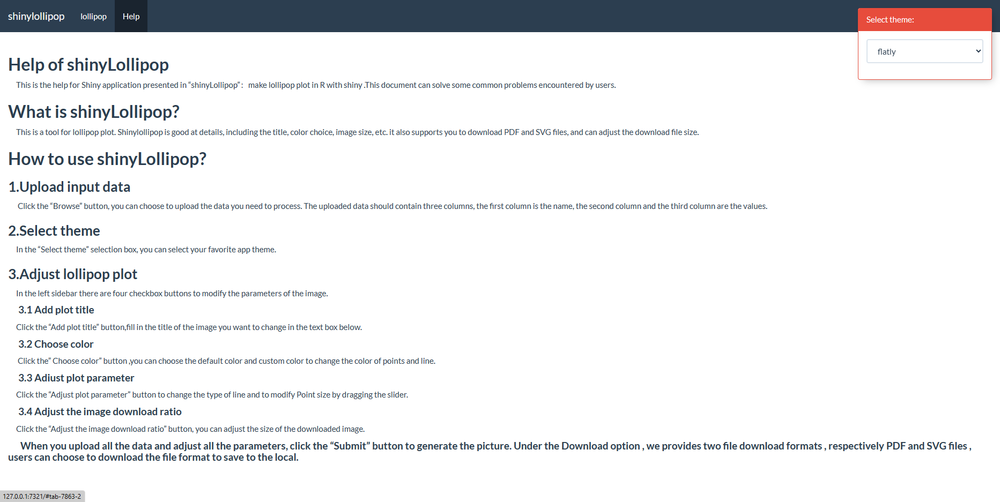 shinylollipop lollipop Help
Select theme:
flatly
Help of shinyLollipop
This is the help for Shiny application presented in “shinyLollipop”： make lollipop plot in R with shiny .This document can solve some common problems encountered by users.
What is shinyLollipop?
This is a tool for lollipop plot. Shinylollipop is good at details, including the title, color choice, image size, etc. it also supports you to download PDF and SVG files, and can adjust the download file size.
How to use shinyLollipop?
1.Upload input data
Click the “Browse” button, you can choose to upload the data you need to process. The uploaded data should contain three columns, the first column is the name, the second column and the third column are the values.
2.Select theme
In the “Select theme” selection box, you can select your favorite app theme.
3.Adjust lollipop plot
In the left sidebar there are four checkbox buttons to modify the parameters of the image.
3.1 Add plot title
Click the “Add plot title” button,fill in the title of the image you want to change in the text box below.
3.2 Choose color
Click the” Choose color” button ,you can choose the default color and custom color to change the color of points and line.
3.3 Adiust plot parameter
Click the “Adjust plot parameter” button to change the type of line and to modify Point size by dragging the slider.
3.4 Adjust the image download ratio
Click the “Adjust the image download ratio” button, you can adjust the size of the downloaded image.
When you upload all the data and adjust all the parameters, click the “Submit” button to generate the picture. Under the Download option , we provides two file download formats , respectively PDF and SVG files ,
users can choose to download the file format to save to the local.
127.0.0.1:7321/#tab-7863-2